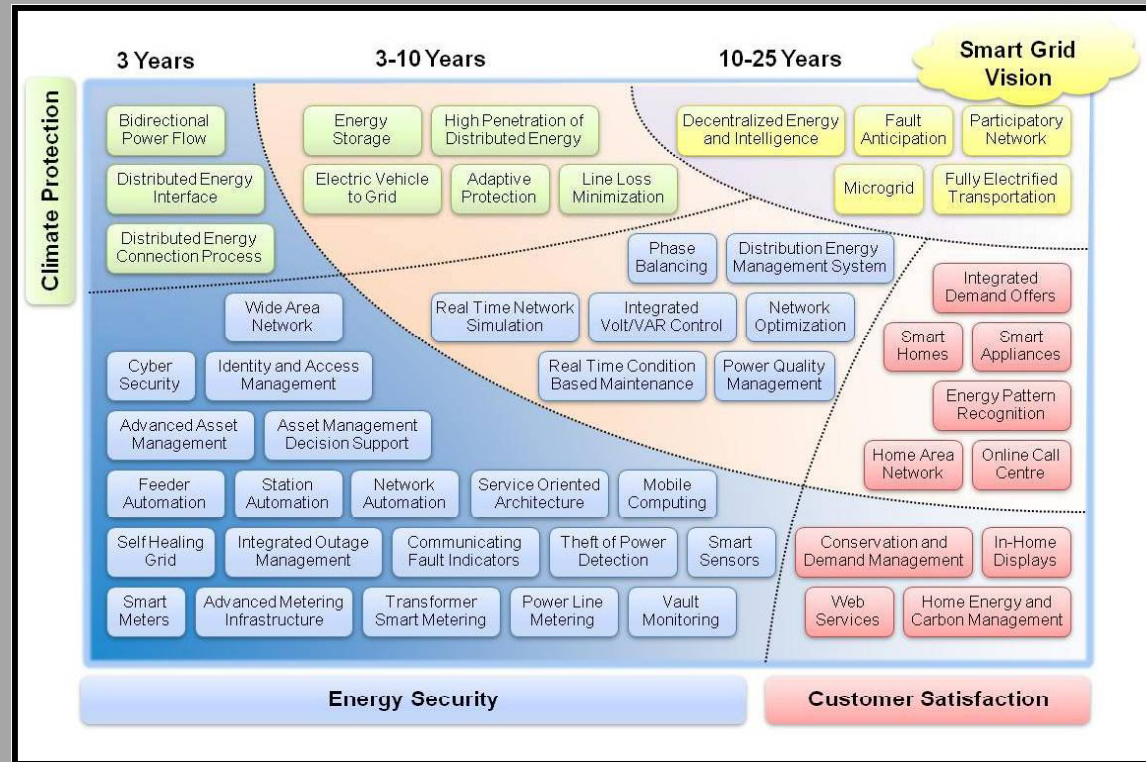 3 Years
3-10 Years
10-25 Years
Smart Grid
Vision
Climate Protection
Bidirectional
Power Flow
Distributed Energy
Interface
Distributed Energy
Connection Process
Energy
Storage
High Penetration of
Distributed Energy
Electric Vehicle
to Grid
Adaptive
Protection
Line Loss
Minimization
Decentralized Energy
and Intelligence
Fault
Anticipation
Participatory
Network
Microgrid
Fully Electrified
Transportation
Phase
Balancing
Distribution Energy
Management System
Real Time Network
Simulation
Integrated
Volt/VAR Control
Network
Optimization
Real Time Condition
Based Maintenance
Power Quality
Management
Integrated
Demand Offers
Smart
Homes
Smart
Appliances
Energy Pattern
Recognition
Home Area
Network
Online Call
Centre
Wide Area
Network
Cyber
Security
Identity and Access
Management
Advanced Asset
Management
Asset Management
Decision Support
Feeder
Automation
Station
Automation
Network
Automation
Service Oriented
Architecture
Mobile
Computing
Self Healing
Grid
Integrated Outage
Management
Communicating
Fault Indicators
Theft of Power
Detection
Smart
Sensors
Smart
Meters
Advanced Metering
Infrastructure
Transformer
Smart Metering
Power Line
Metering
Vault
Monitoring
Conservation and
Demand Management
In-Home
Displays
Web
Services
Home Energy and
Carbon Management
Energy Security
Customer Satisfaction